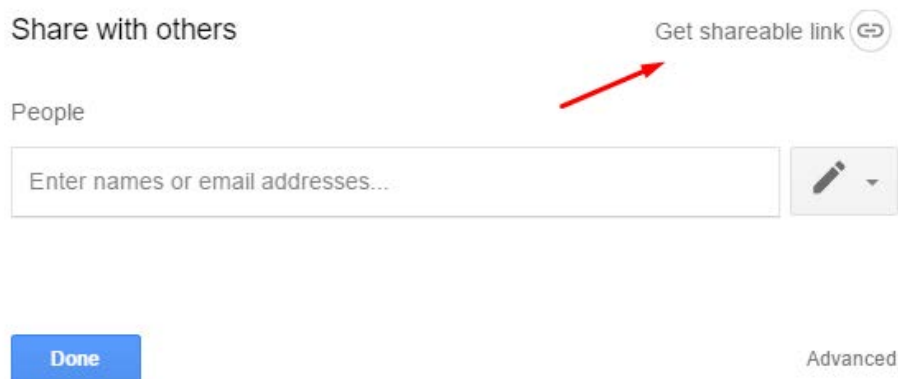 Share with others
Get shareable link
People
Enter names or email addresses...
Done
Advanced